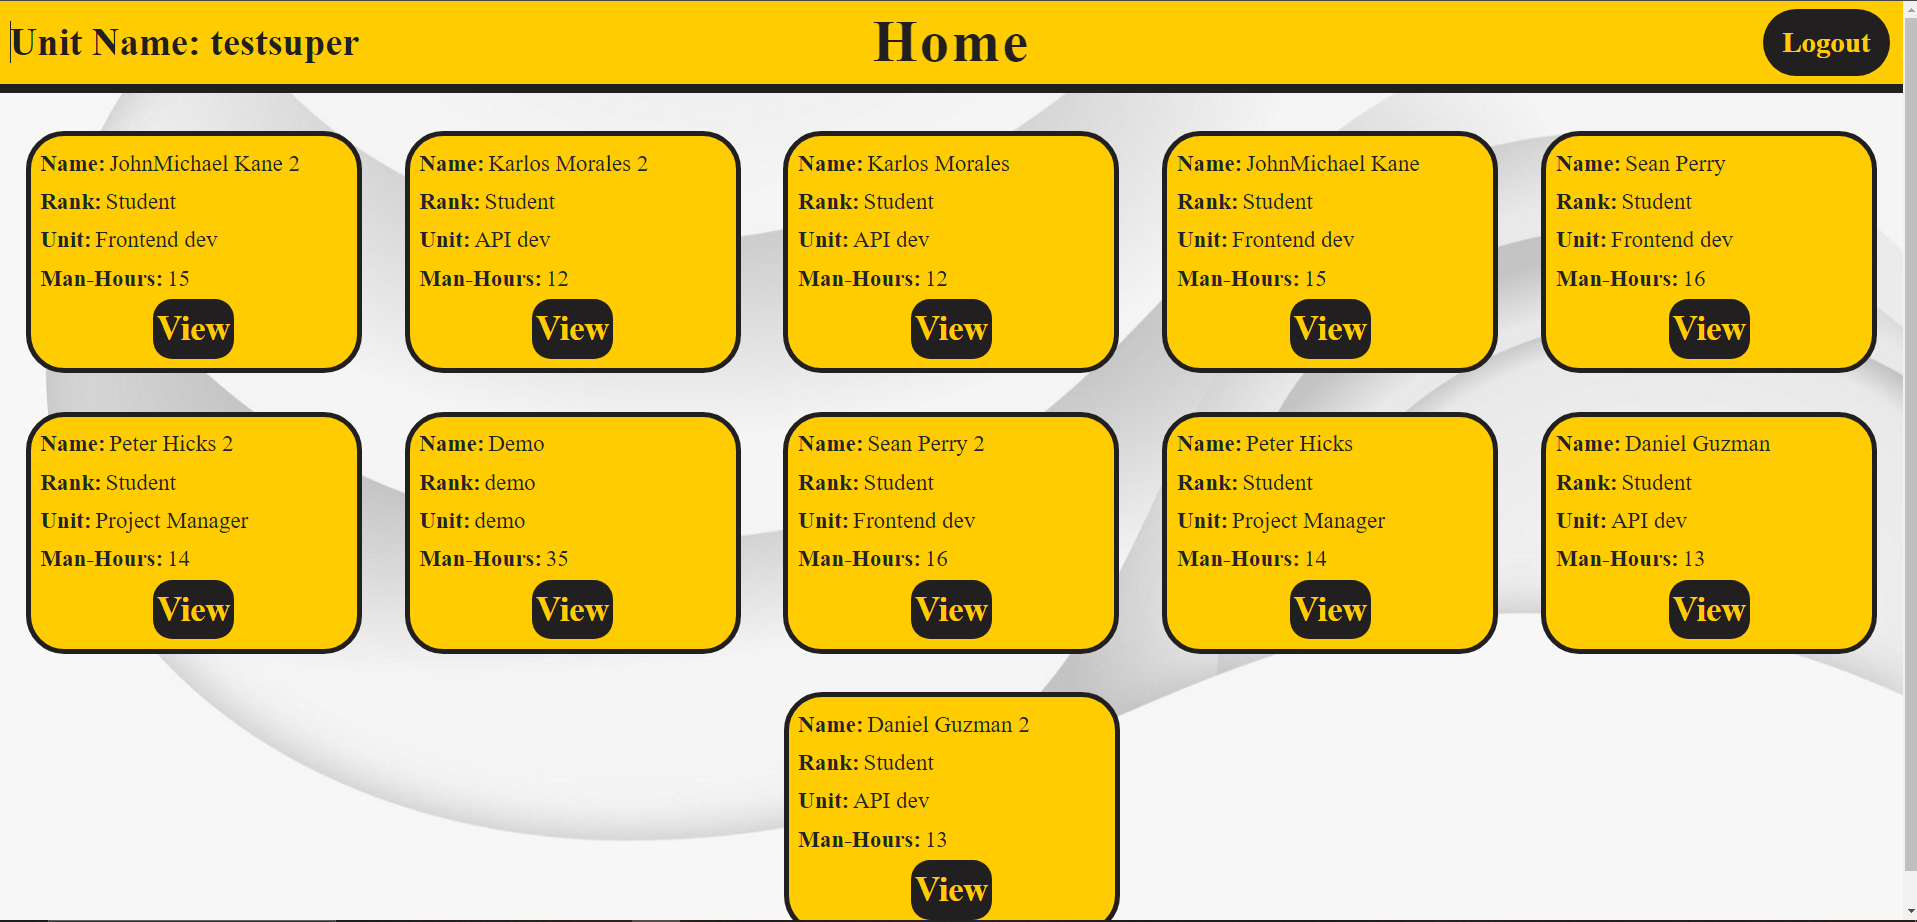 Unit Name: testsuper
Home
Logout
Name: JohnMichael Kane 2
Rank: Student
Unit: Frontend dev
Man-Hours: 15
View
Name: Karlos Morales 2
Rank: Student
Unit: API dev
Man-Hours: 12
View
Name: Karlos Morales
Rank: Student
Unit: API dev
Man-Hours: 12
View
Name: JohnMichael Kane
Rank: Student
Unit: Frontend dev
Man-Hours: 15
View
Name: Sean Perry
Rank: Student
Unit: Frontend dev
Man-Hours: 16
View
Name: Peter Hicks 2
Rank: Student
Unit: Project Manager
Man-Hours: 14
View
Name: Demo
Rank: demo
Unit: demo
Man-Hours: 35
View
Name: Sean Perry 2
Rank: Student
Unit: Frontend dev
Man-Hours: 16
View
Name: Peter Hicks
Rank: Student
Unit: Project Manager
Man-Hours: 14
View
Name: Daniel Guzman
Rank: Student
Unit: API dev
Man-Hours: 13
View
Name: Daniel Guzman 2
Rank: Student
Unit: API dev
Man-Hours: 13
View